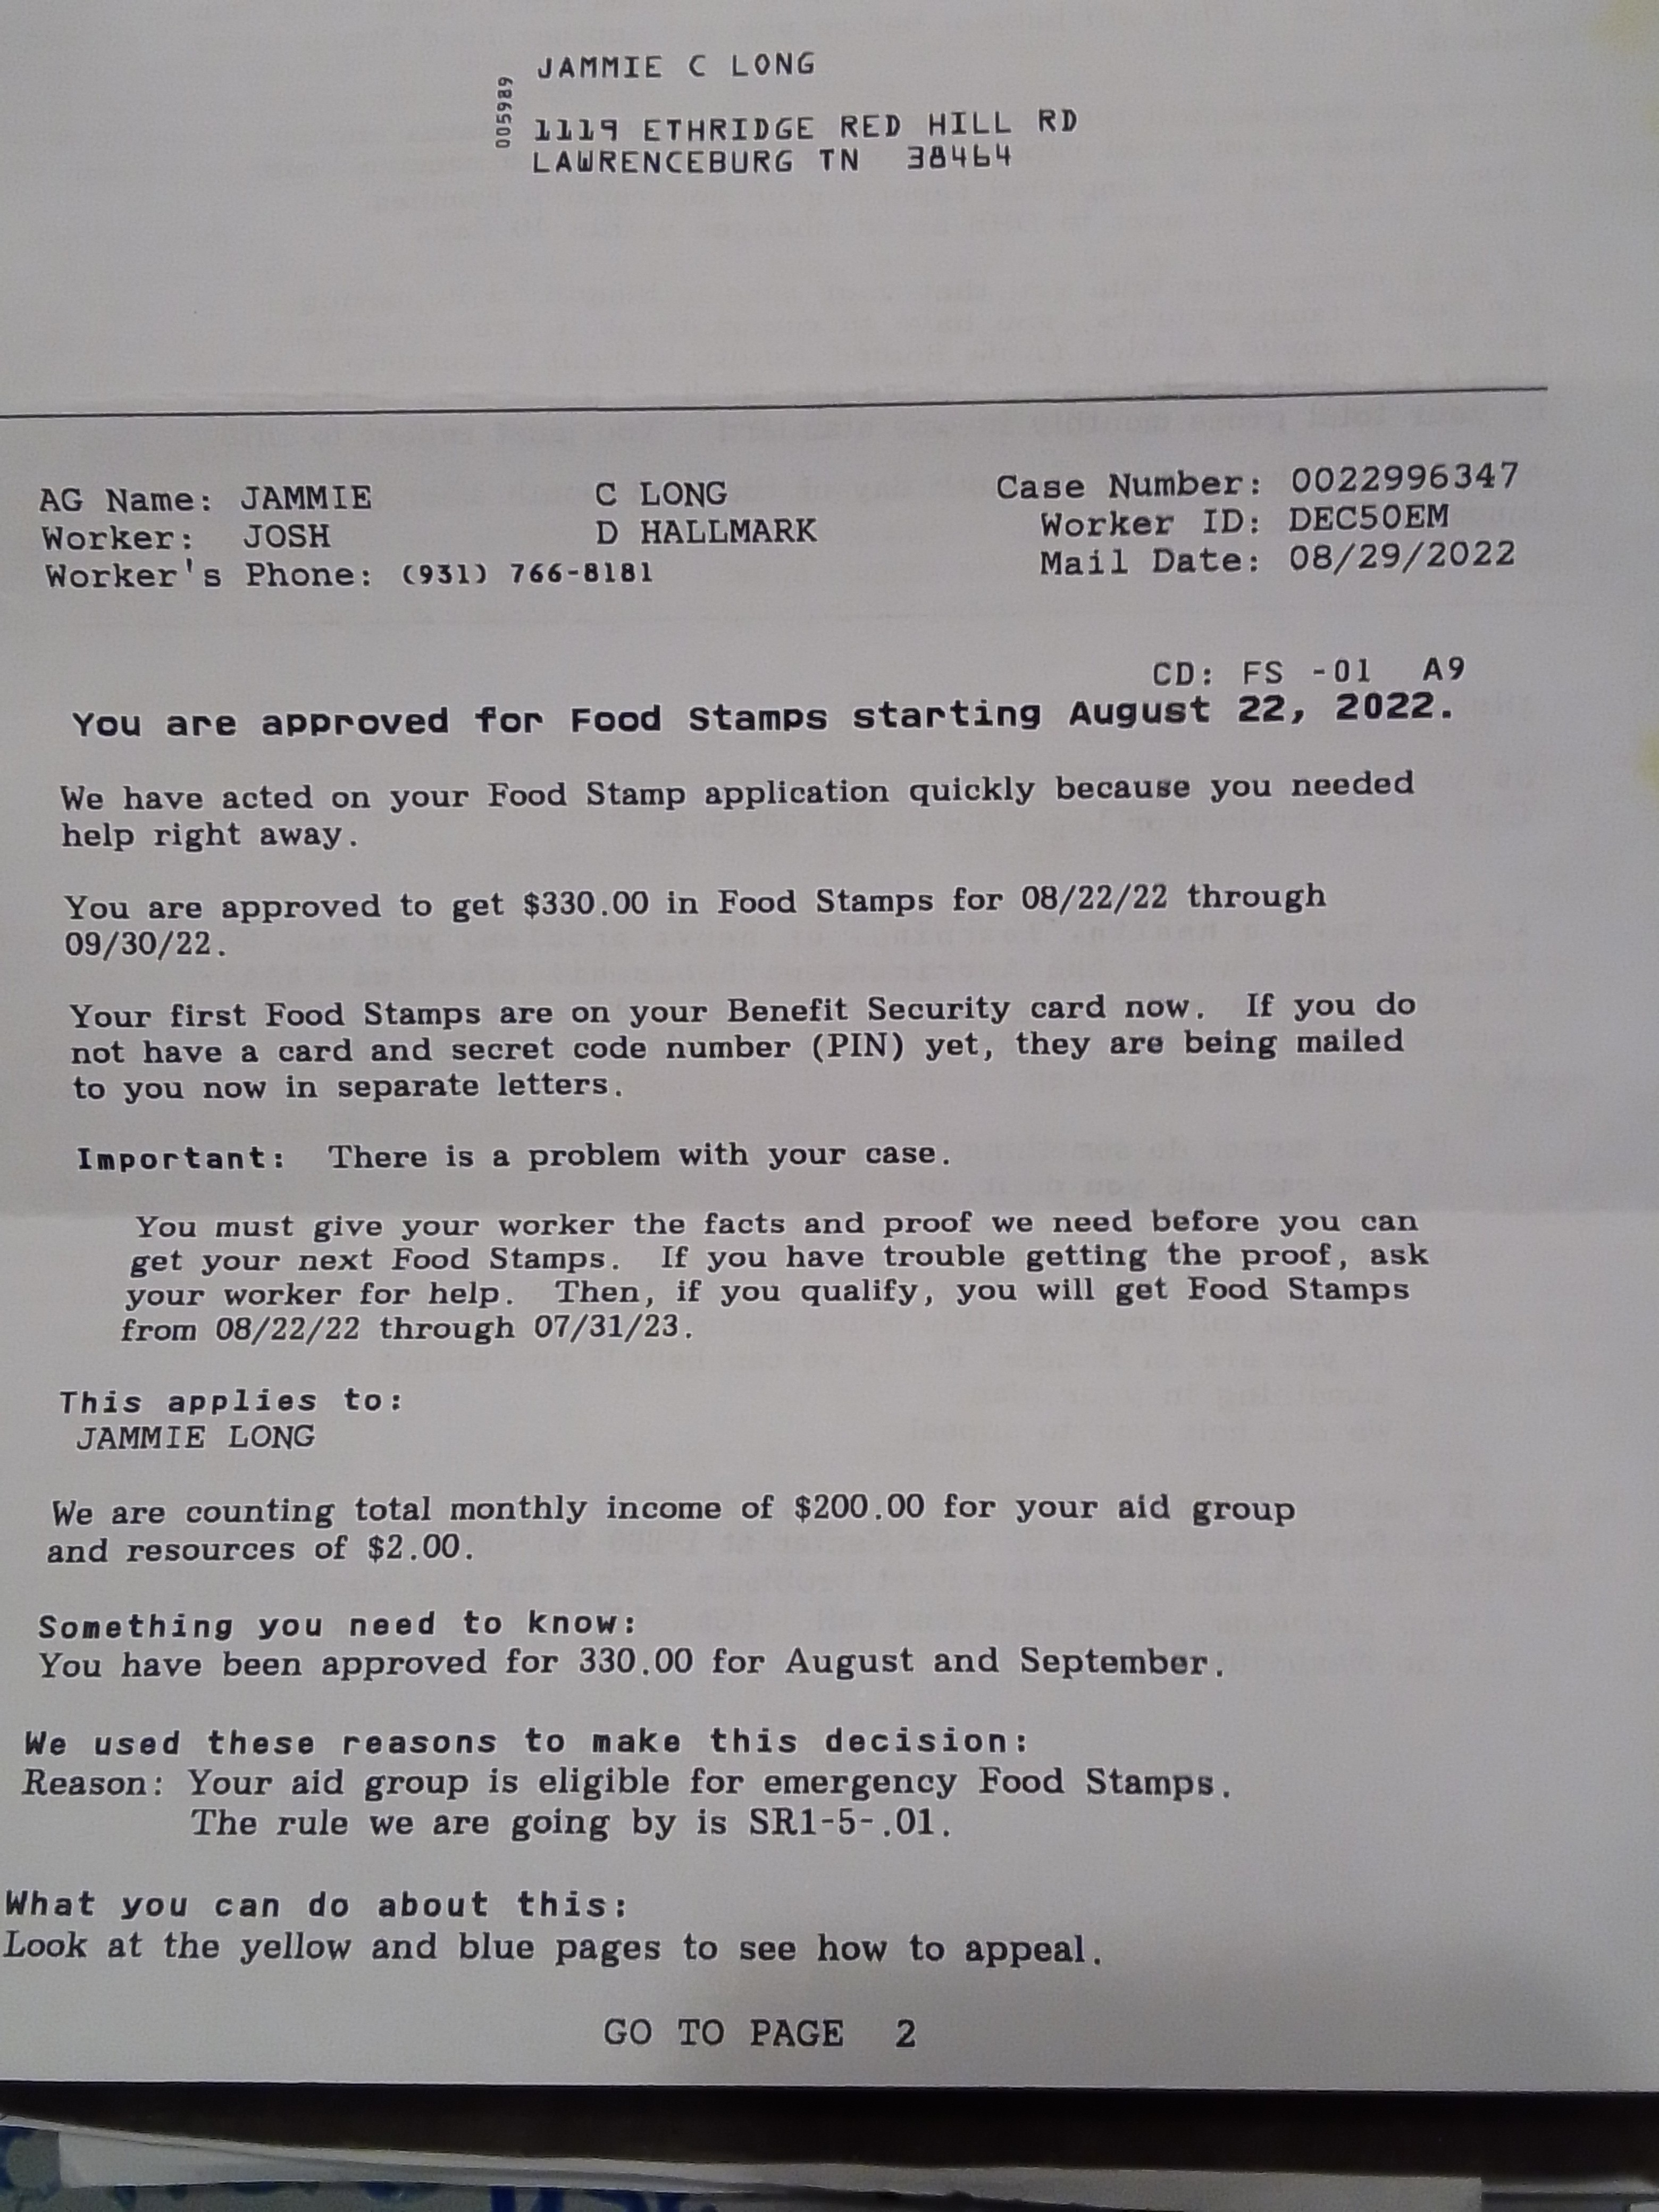 JAMMIE C LONG
005989
1119 ETHRIDGE RED HILL RD
LAWRENCEBURG TN 38464
AG Name: JAMMIE C LONG Case Number: 0022996347
Worker: JOSH D HALLMARK Worker ID: DEC50EM
Worker's Phone: (931) 766-8181 Mail Date: 08/29/2022
CD: FS -01 A9
You are approved for Food Stamps starting August 22, 2022.
We have acted on your Food Stamp application quickly because you needed
help right away.
You are approved to get $330.00 in Food Stamps for 08/22/22 through
09/30/22.
Your first Food Stamps are on your Benefit Security card now. If you do
not have a card and secret code number (PIN) yet, they are being mailed
to you now in separate letters.
Important: There is a problem with your case.
You must give your worker the facts and proof we need before you can
get your next Food Stamps. If you have trouble getting the proof, ask
your worker for help. Then, if you qualify, you will get Food Stamps
from 08/22/22 through 07/31/23.
This applies to:
JAMMIE LONG
We are counting total monthly income of $200.00 for your aid group
and resources of $2.00.
Something you need to know:
You have been approved for 330.00 for August and September.
We used these reasons to make this decision:
Reason: Your aid group is eligible for emergency Food Stamps.
The rule we are going by is SR1-5-.01.
What you can do about this:
Look at the yellow and blue pages to see how to appeal.
GO TO PAGE 2